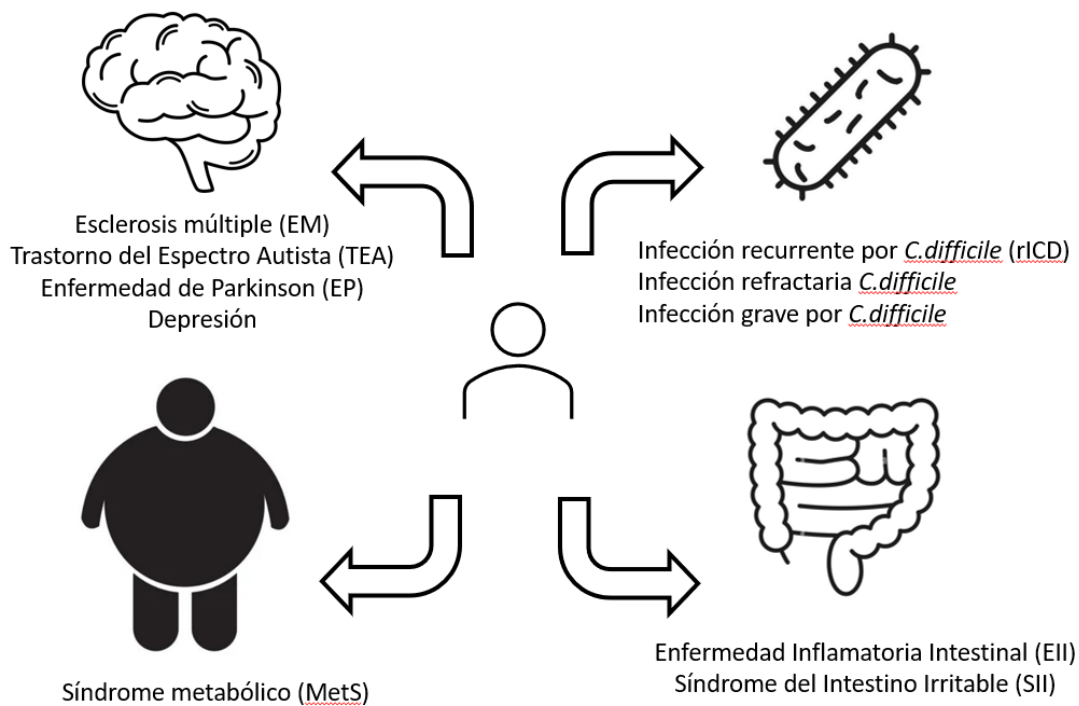 Esclerosis múltiple (EM)
Trastorno del Espectro Autista (TEA)
Enfermedad de Parkinson (EP)
Depresión
Infección recurrente por C.difficile (rICD)
Infección refractaria C.difficile
Infección grave por C.difficile
Síndrome metabólico (MetS)
Enfermedad Inflamatoria Intestinal (EII)
Síndrome del Intestino Irritable (SII)